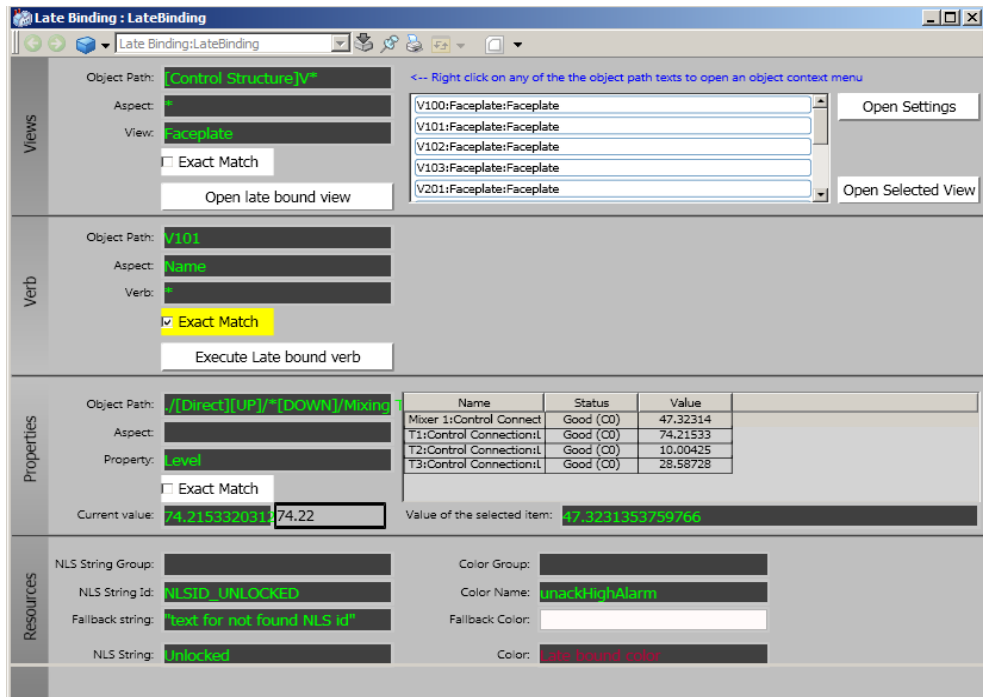 Late Binding : LateBinding
Late Binding:LateBinding
Views
Object Path: [Control Structure]V*
Aspect: *
View: Faceplate
Exact Match
Open late bound view
<-- Right click on any of the the object path texts to open an object context menu
V100:Faceplate:Faceplate
V101:Faceplate:Faceplate
V102:Faceplate:Faceplate
V103:Faceplate:Faceplate
V201:Faceplate:Faceplate
Open Settings
Open Selected View
Verb
Object Path: V101
Aspect: Name
Verb: *
Exact Match
Execute Late bound verb
Properties
Object Path: ./[Direct][UP]/*[DOWN]/Mixing T
Aspect:
Property: Level
Exact Match
Current value: 74.2153320312 74.22
Name Status Value
Mixer 1:Control Connect Good (C0) 47.32314
T1:Control Connection:L Good (C0) 74.21533
T2:Control Connection:L Good (C0) 10.00425
T3:Control Connection:L Good (C0) 28.58728
Value of the selected item: 47.3231353759766
Resources
NLS String Group:
NLS String Id: NLSID_UNLOCKED
Fallback string: "text for not found NLS id"
NLS String: Unlocked
Color Group:
Color Name: unackHighAlarm
Fallback Color:
Color: Late bound color